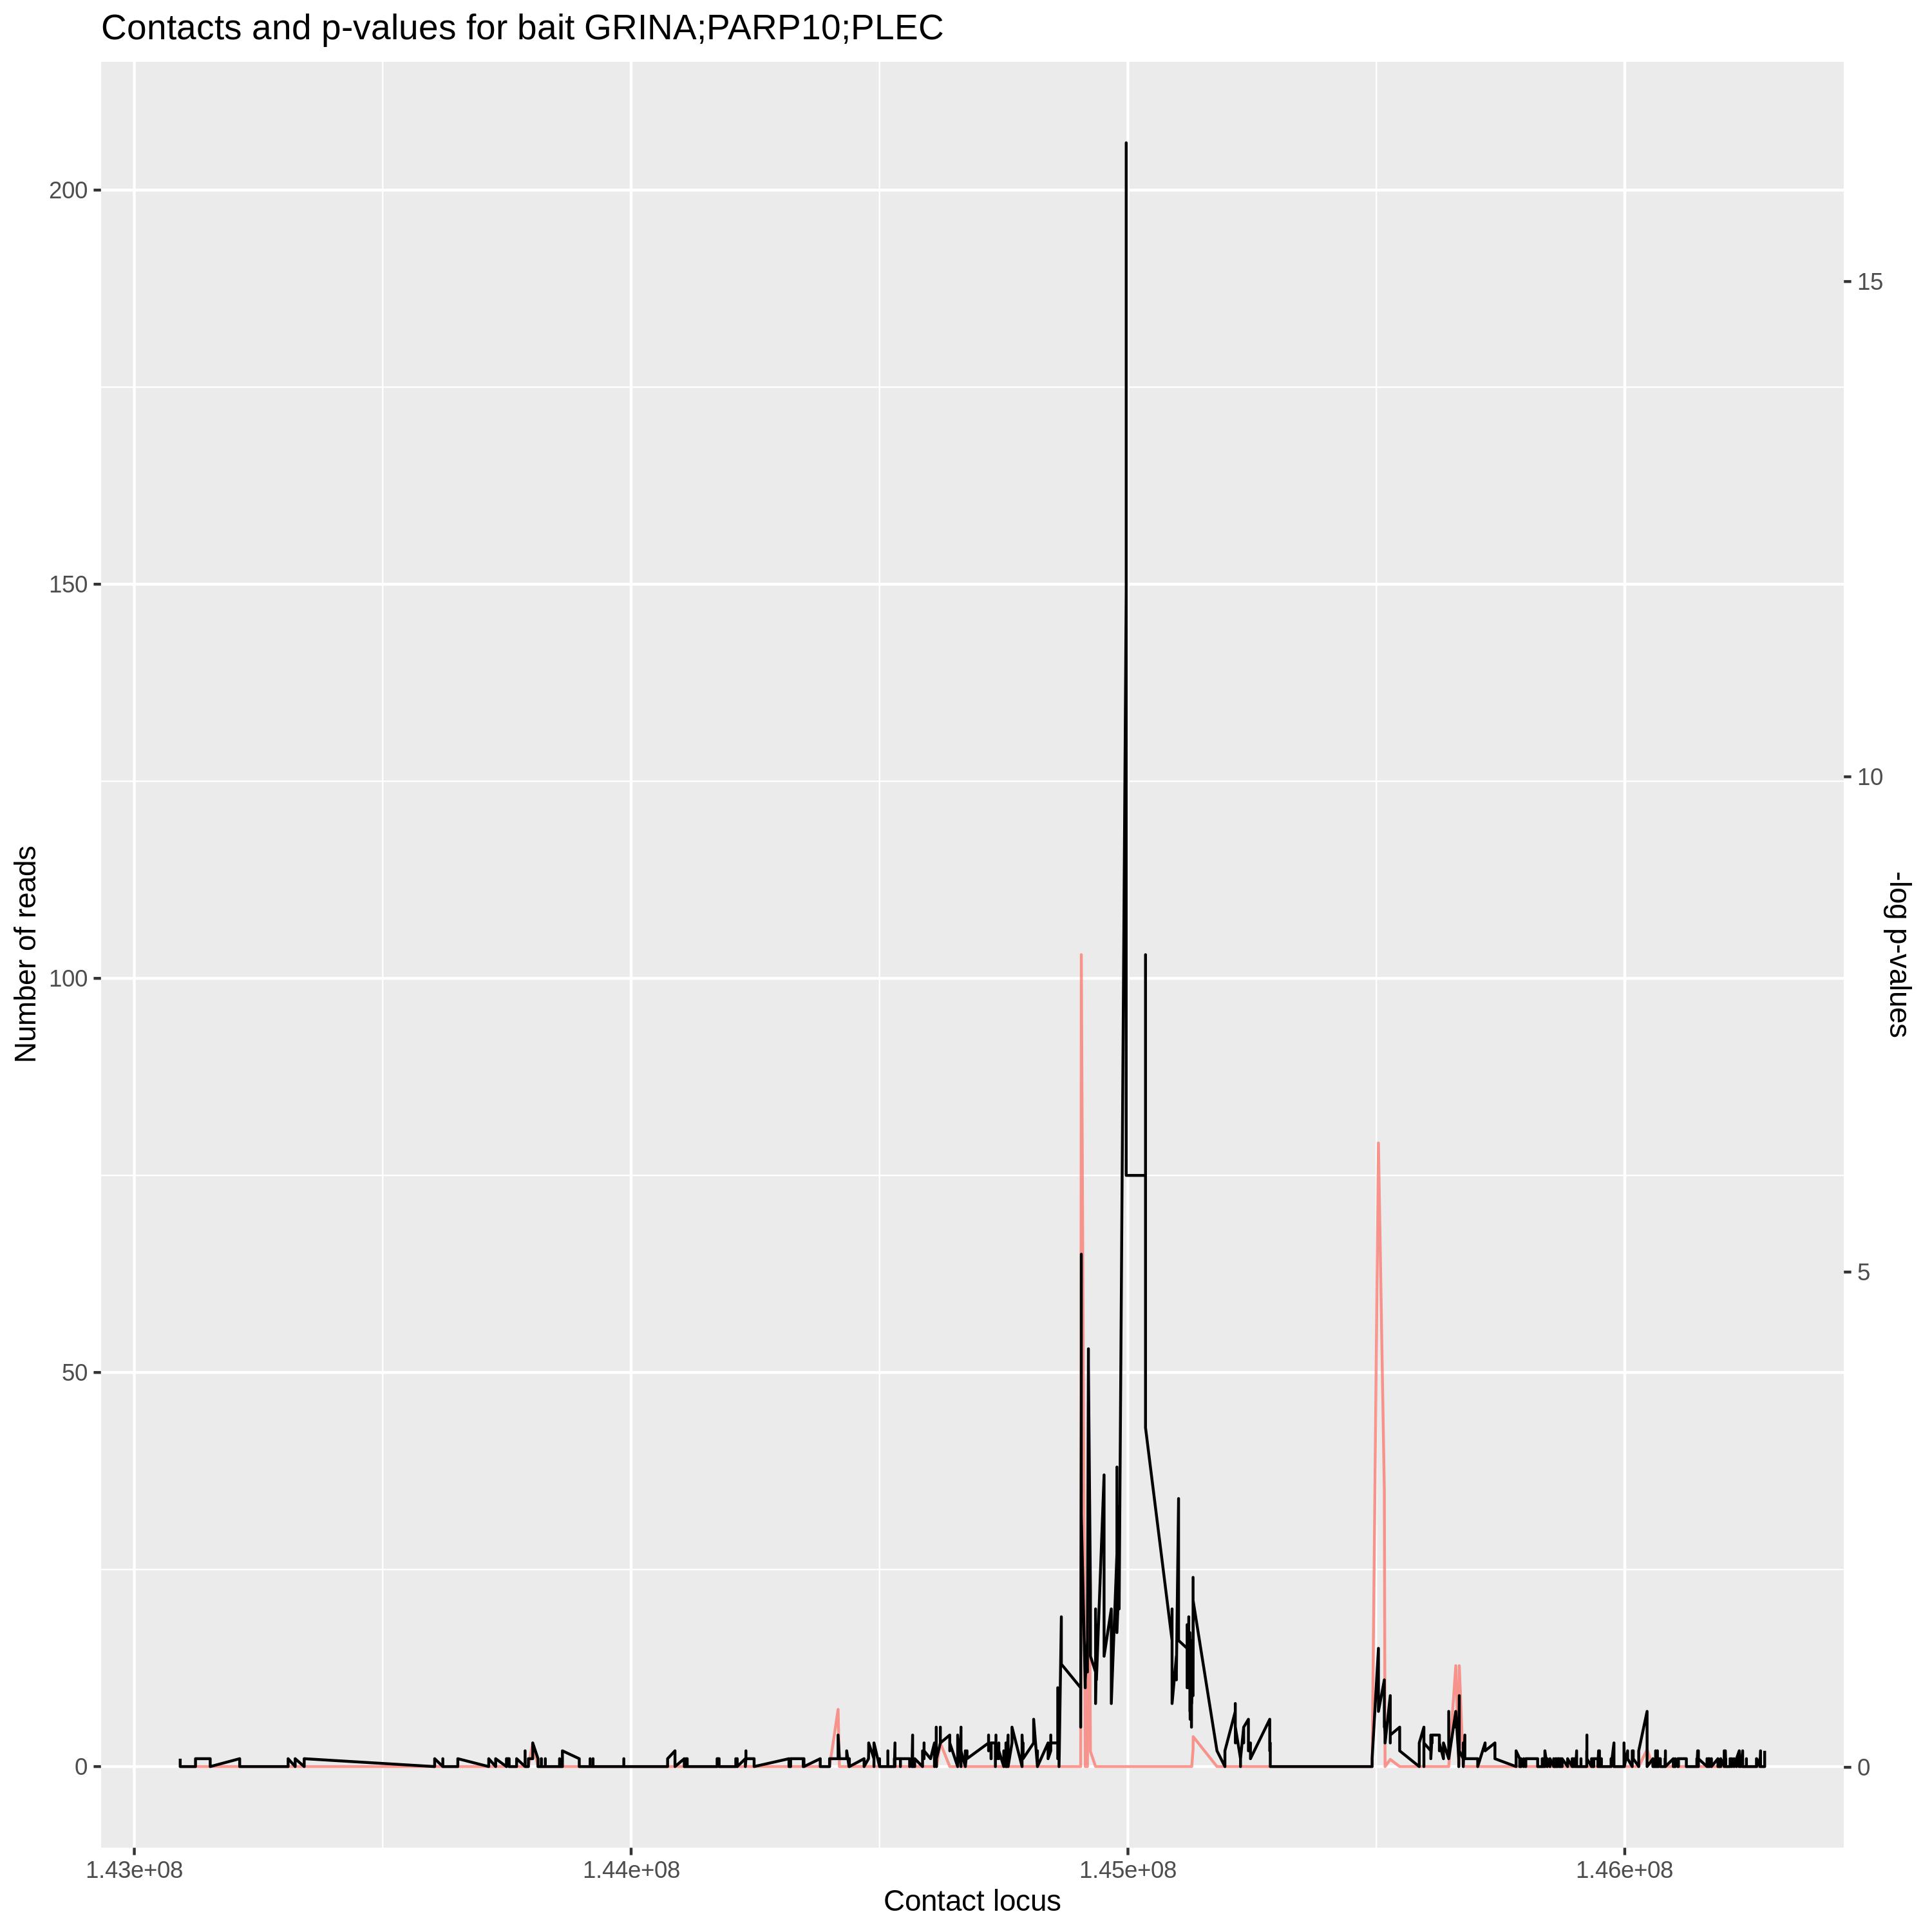 Contacts and p-values for bait GRINA;PARP10;PLEC
200
150
100
50
0
Number of reads
15
10
5
0
-log p-values
1.43e+08
1.44e+08
1.45e+08
1.46e+08
Contact locus